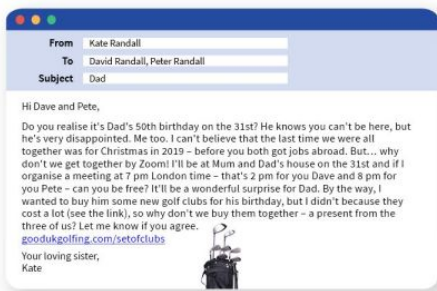 From Kate Randall
To David Randall, Peter Randall
Subject Dad
Hi Dave and Pete,
Do you realise it's Dad's 50th birthday on the 31st? He knows you can't be here, but
he's very disappointed. Me too. I can't believe that the last time we were all
together was for Christmas in 2019 – before you both got jobs abroad. But... why
don't we get together by Zoom! I'll be at Mum and Dad's house on the 31st and if I
organise a meeting at 7 pm London time – that's 2 pm for you Dave and 8 pm for
you Pete – can you be free? It'll be a wonderful surprise for Dad. By the way, I
wanted to buy him some new golf clubs for his birthday, but I didn't because they
cost a lot (see the link), so why don't we buy them together – a present from the
three of us? Let me know if you agree.
goodukgolfing.com/setofclubs
Your loving sister,
Kate